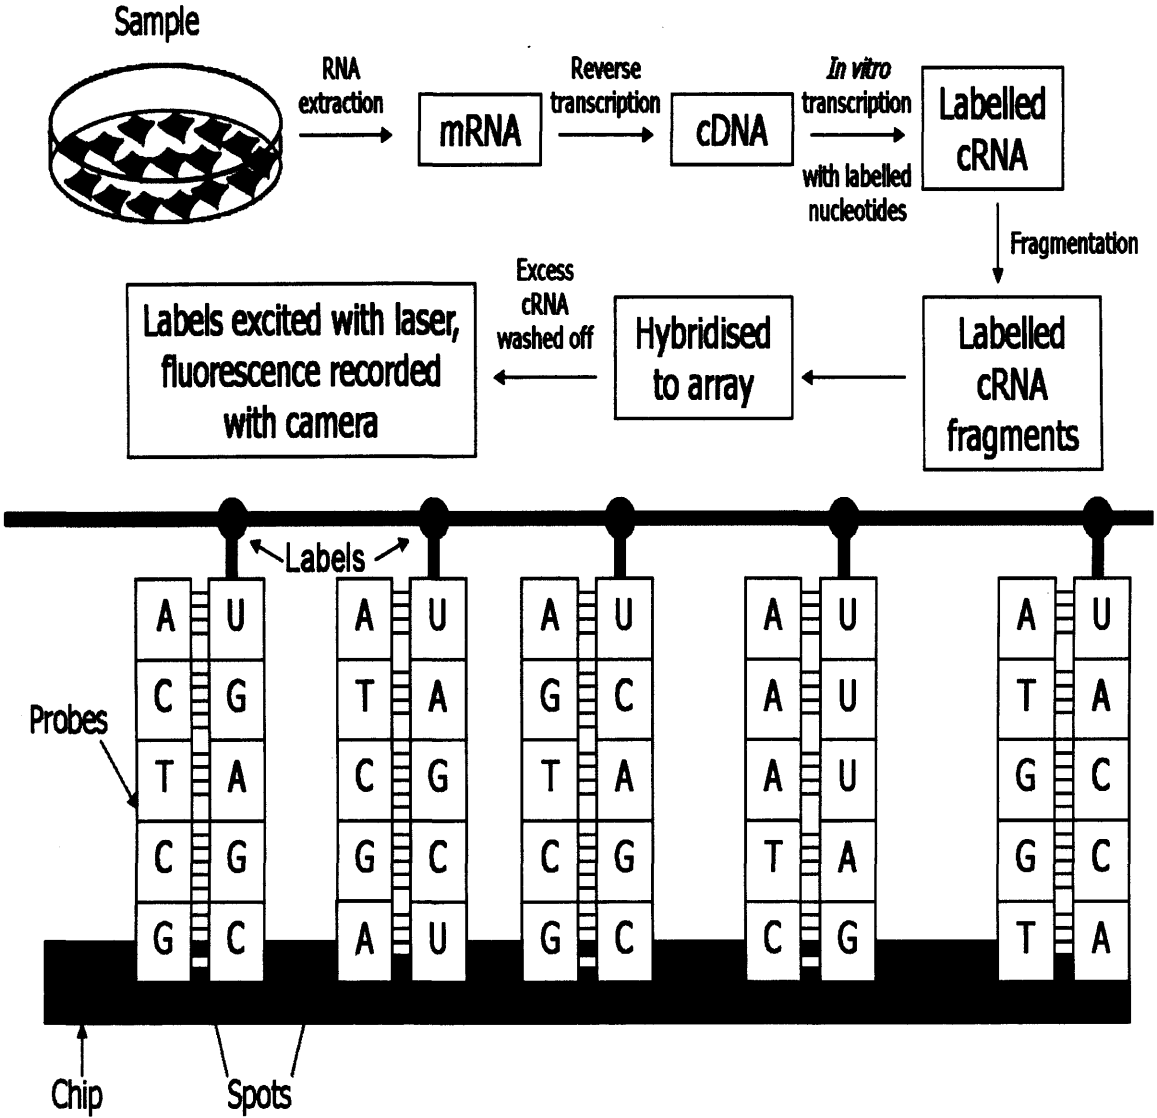 Sample
RNA
extraction
mRNA
Reverse
transcription
cDNA
In vitro
transcription
with labelled
nucleotides
Labelled
cRNA
Fragmentation
Labelled
cRNA
fragments
Hybridised
to array
Excess
cRNA
washed off
Labels excited with laser,
fluorescence recorded
with camera
Labels
A U A U A U A U A U
C G T A G C A U T A
Probes
T A C G T A A U G C
C G G C C G T A G C
G C A U G C C G T A
Chip
Spots